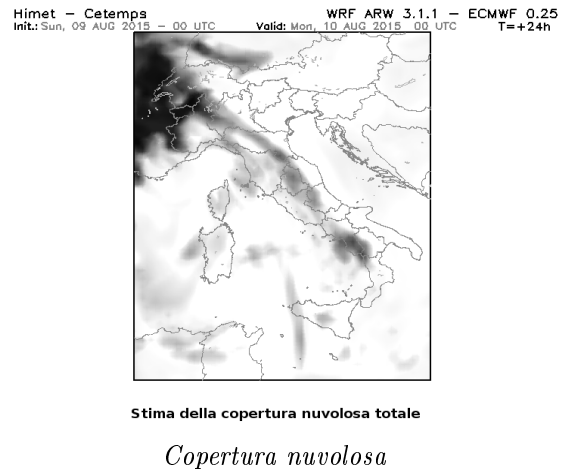 Himet – Cetemps WRF ARW 3.1.1 – ECMWF 0.25
Init.: Sun, 09 AUG 2015 – 00 UTC Valid: Mon, 10 AUG 2015 00 UTC T=+24h
Stima della copertura nuvolosa totale
Copertura nuvolosa